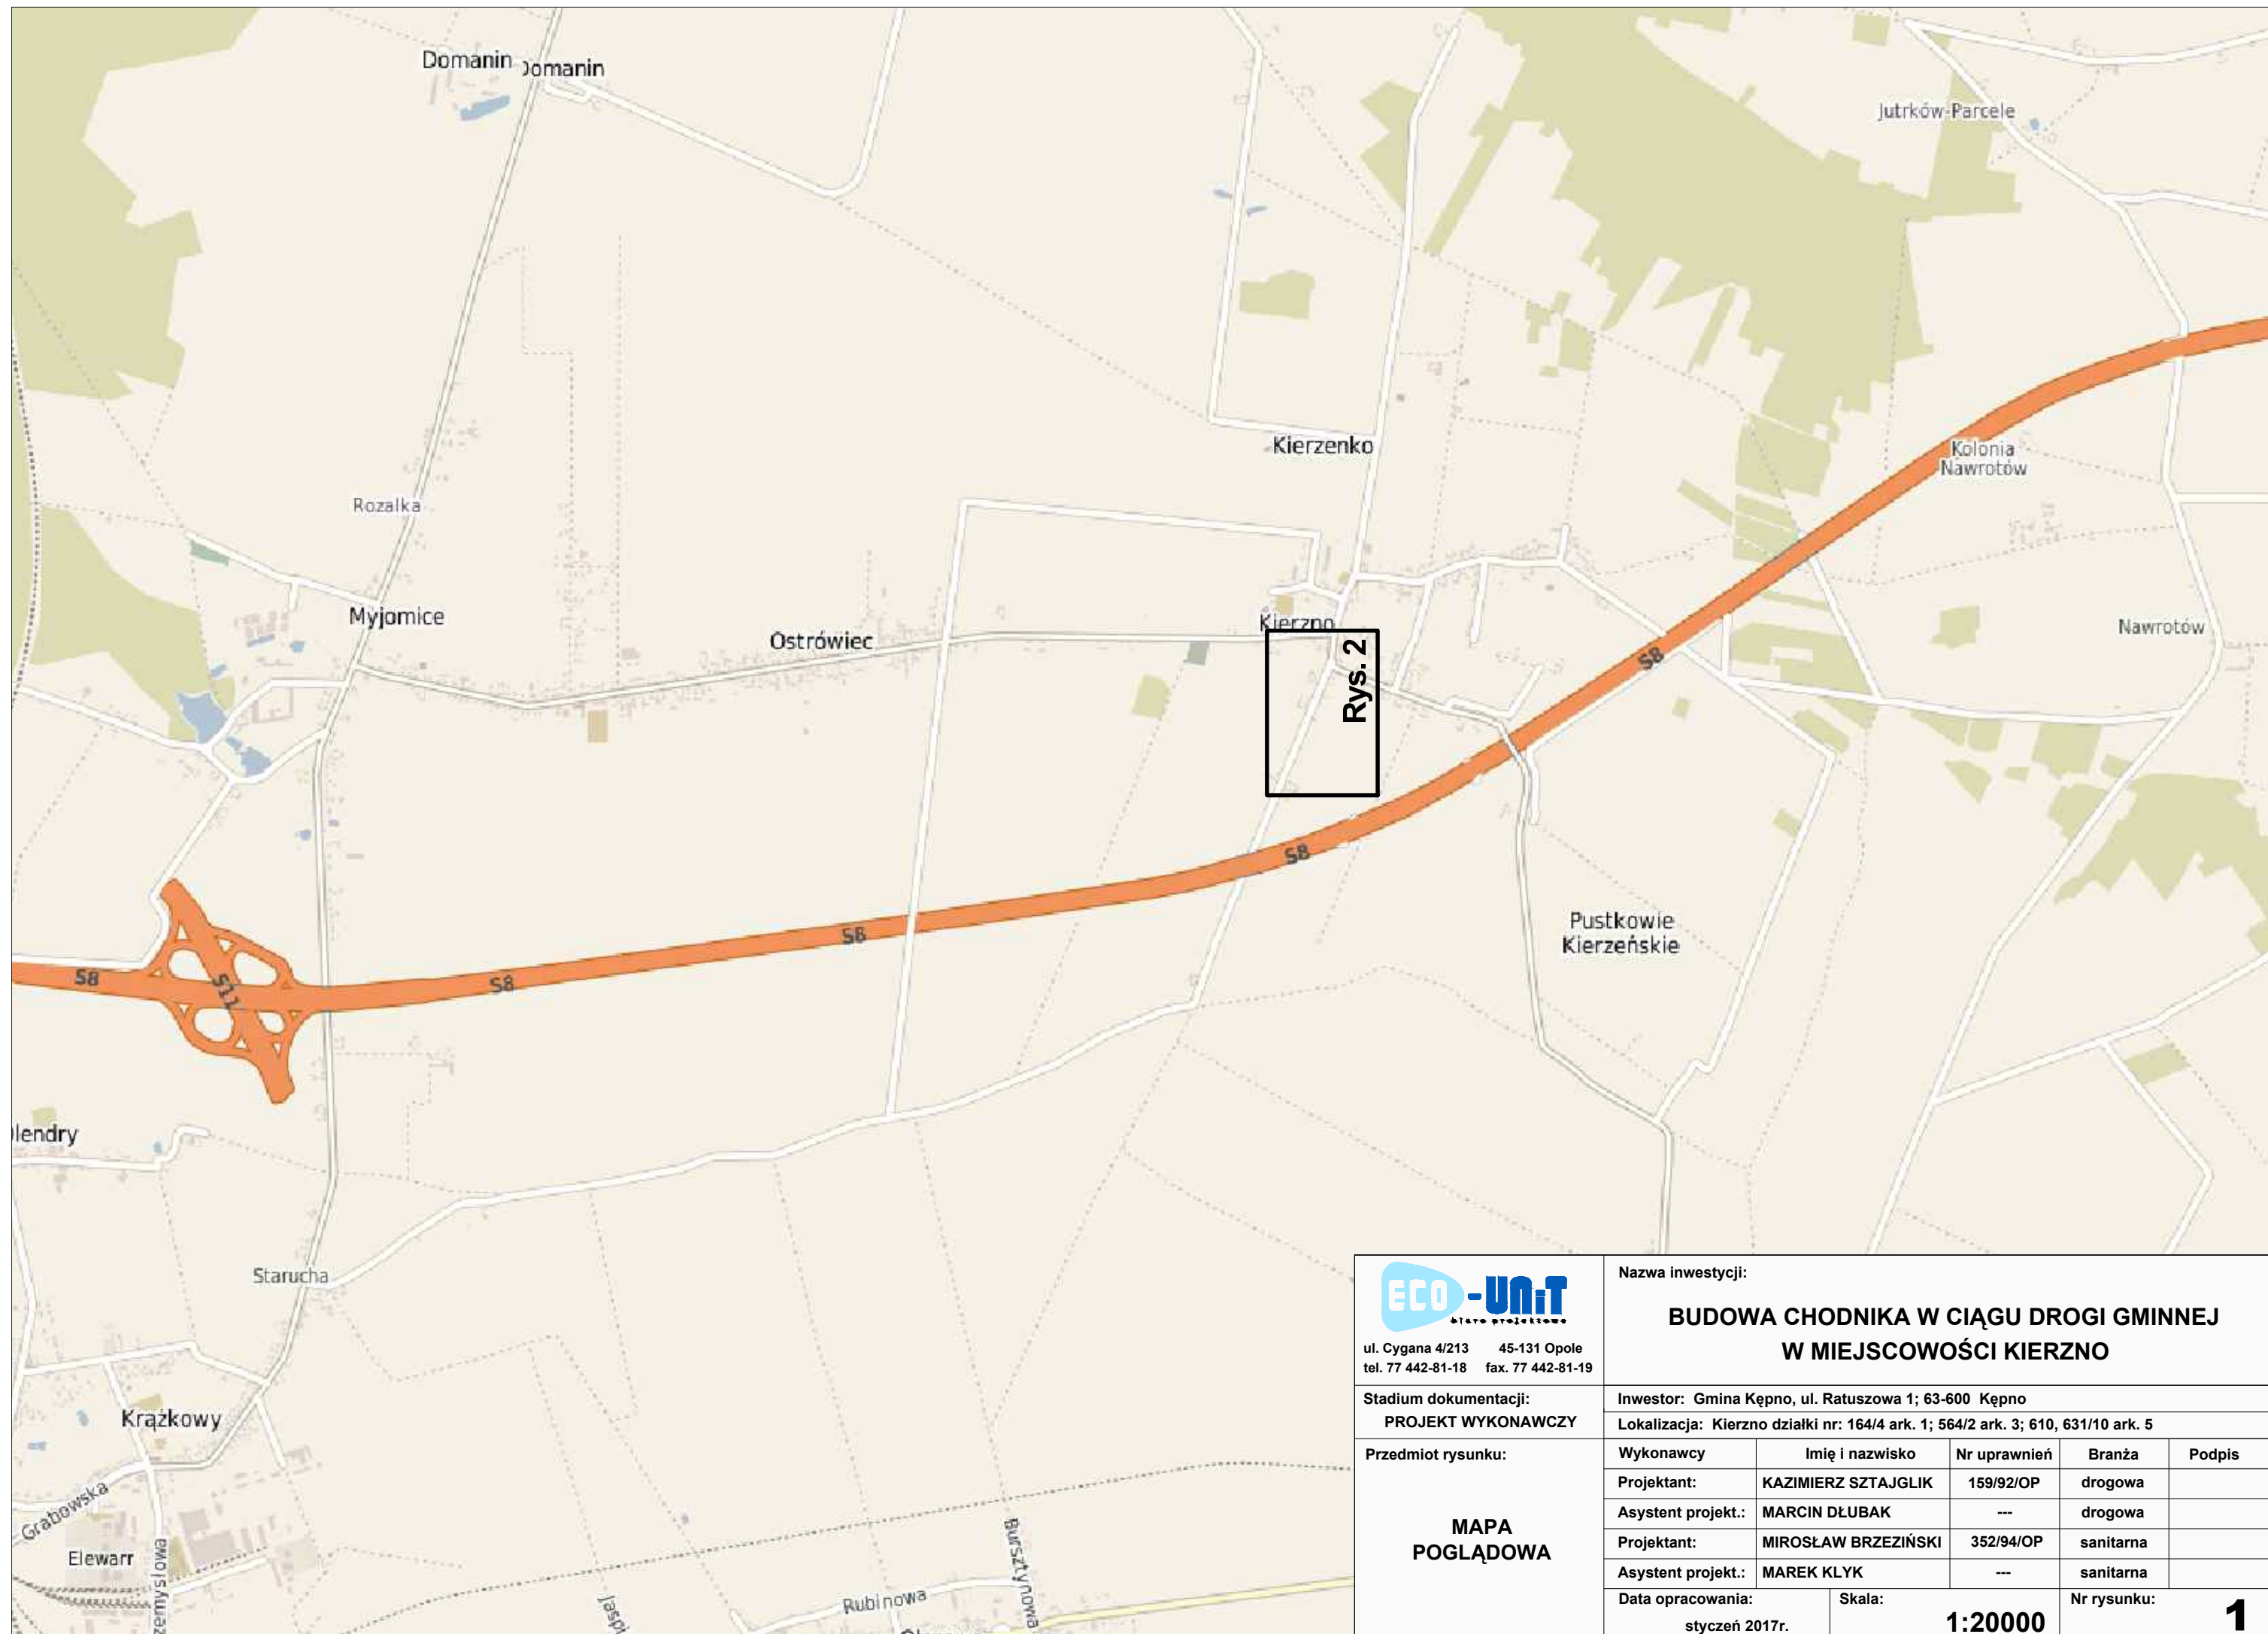 Domanin
Domanin
Jutrków-Parcele
Kierzenko
Kolonia
Nawrotów
Rozalka
Myjomice
Ostrówiec
Kierzno
Nawrotów
Rys. 2
S8
S8
S8
S8
S8
S11
Pustkowie
Kierzeńskie
lendry
Starucha
Krążkowy
Grabowska
Elewarr
zemysłowa
Rubinowa
Bursztynowa
Jaspi
ECO-UNiT
biuro projektowe
ul. Cygana 4/213 45-131 Opole
tel. 77 442-81-18 fax. 77 442-81-19
Nazwa inwestycji:
BUDOWA CHODNIKA W CIĄGU DROGI GMINNEJ
W MIEJSCOWOŚCI KIERZNO
Stadium dokumentacji:
PROJEKT WYKONAWCZY
Inwestor: Gmina Kępno, ul. Ratuszowa 1; 63-600 Kępno
Lokalizacja: Kierzno działki nr: 164/4 ark. 1; 564/2 ark. 3; 610, 631/10 ark. 5
Przedmiot rysunku:
MAPA
POGLĄDOWA
Wykonawcy Imię i nazwisko Nr uprawnień Branża Podpis
Projektant: KAZIMIERZ SZTAJGLIK 159/92/OP drogowa
Asystent projekt.: MARCIN DŁUBAK --- drogowa
Projektant: MIROSŁAW BRZEZIŃSKI 352/94/OP sanitarna
Asystent projekt.: MAREK KLYK --- sanitarna
Data opracowania: Skala: Nr rysunku:
styczeń 2017r. 1:20000 1